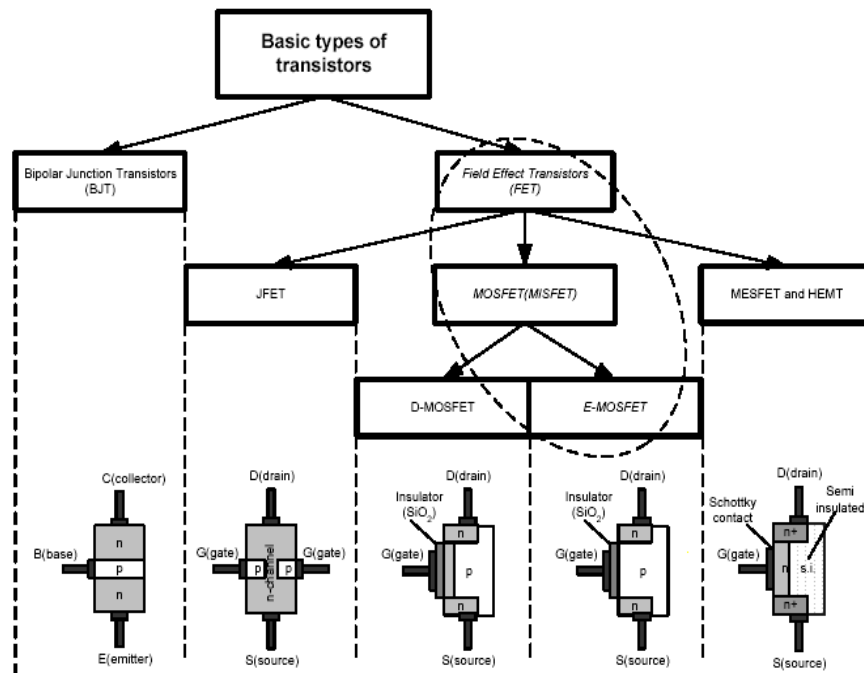 Basic types of
transistors
Bipolar Junction Transistors
(BJT)
Field Effect Transistors
(FET)
JFET
MOSFET(MISFET)
MESFET and HEMT
D-MOSFET
E-MOSFET
C(collector)
B(base)
n
p
n
E(emitter)
D(drain)
G(gate)
G(gate)
p
p
n-channel
S(source)
D(drain)
Insulator
(SiO₂)
G(gate)
n
p
n
S(source)
D(drain)
Insulator
(SiO₂)
G(gate)
n
p
n
S(source)
D(drain)
Semi
insulated
Schottky
contact
G(gate)
n+
n
s.i.
n+
S(source)